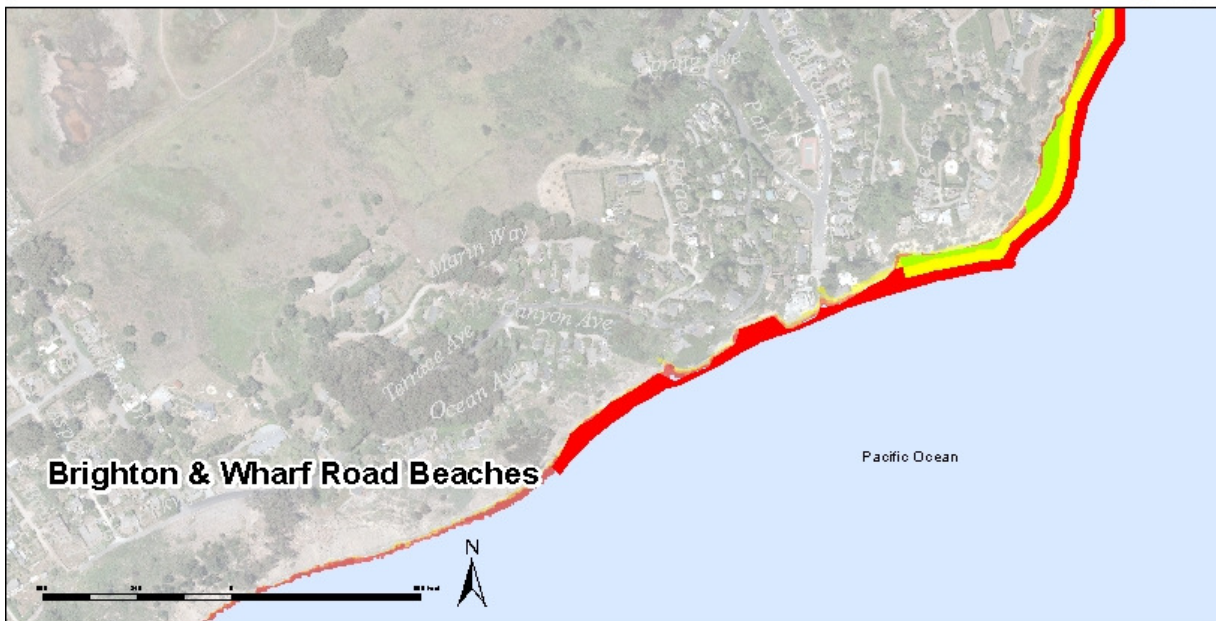 Marin Way
Canyon Ave
Terrace Ave
Ocean Ave
Pacific Ocean
Brighton & Wharf Road Beaches
N